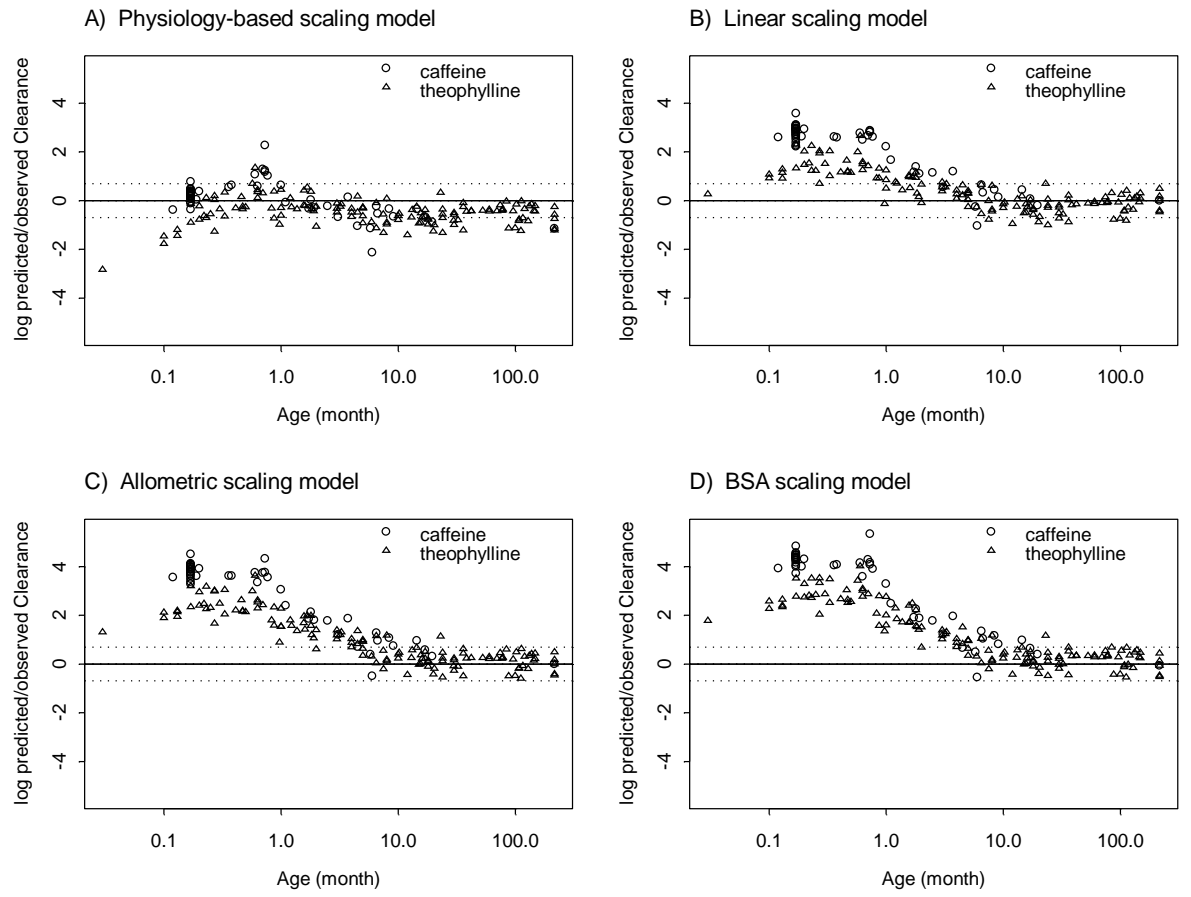 A) Physiology-based scaling model
log predicted/observed Clearance
4
2
0
-2
-4
caffeine
theophylline
0.1
1.0
10.0
100.0
Age (month)
B) Linear scaling model
log predicted/observed Clearance
4
2
0
-2
-4
caffeine
theophylline
0.1
1.0
10.0
100.0
Age (month)
C) Allometric scaling model
log predicted/observed Clearance
4
2
0
-2
-4
caffeine
theophylline
0.1
1.0
10.0
100.0
Age (month)
D) BSA scaling model
log predicted/observed Clearance
4
2
0
-2
-4
caffeine
theophylline
0.1
1.0
10.0
100.0
Age (month)